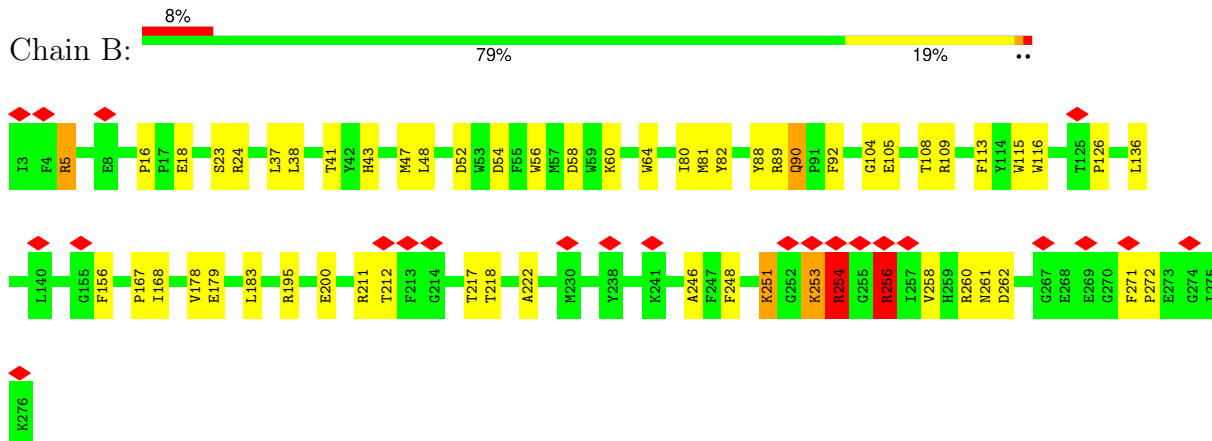 8%
Chain B:
79% 19% ••
I3 F4 R5 E8 P16 P17 E18 S23 R24 L37 L38 T41 Y42 H43 M47 L48 D52 W53 D54 F55 W56 M57 D58 W59 K60 W64 I80 M81 Y82 Y88 R89 Q90 P91 F92 G104 E105 T108 R109 F113 Y114 W115 W116 T125 P126 L136
L140 G155 F156 P167 I168 V178 E179 L183 R195 E200 R211 T212 F213 G214 T217 T218 A222 M230 Y238 K241 A246 F247 F248 K251 G252 K253 R254 G255 R256 I257 V258 H259 R260 N261 D262 G267 E268 E269 G270 F271 P272 E273 G274 I275
K276